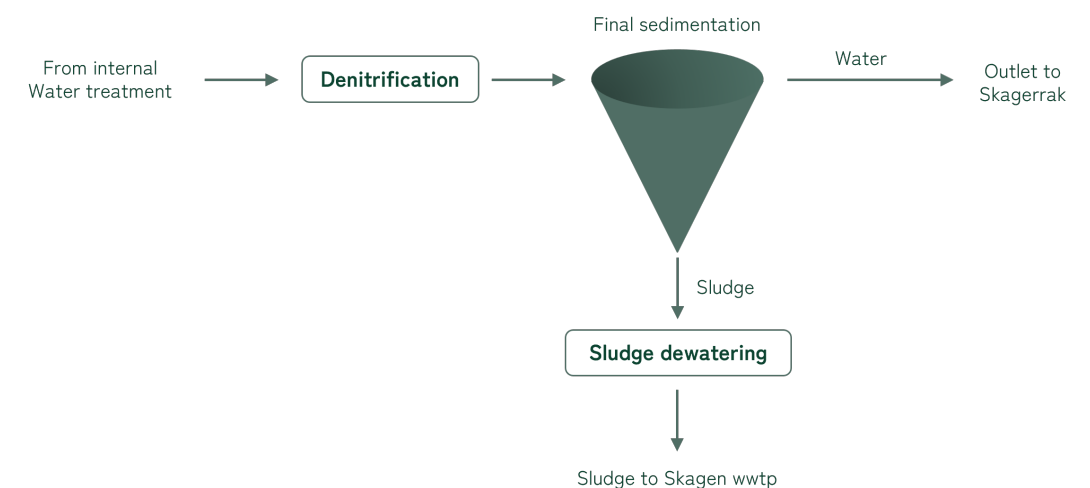 Final sedimentation
From internal
Water treatment
Denitrification
Water
Outlet to
Skagerrak
Sludge
Sludge dewatering
Sludge to Skagen wwtp